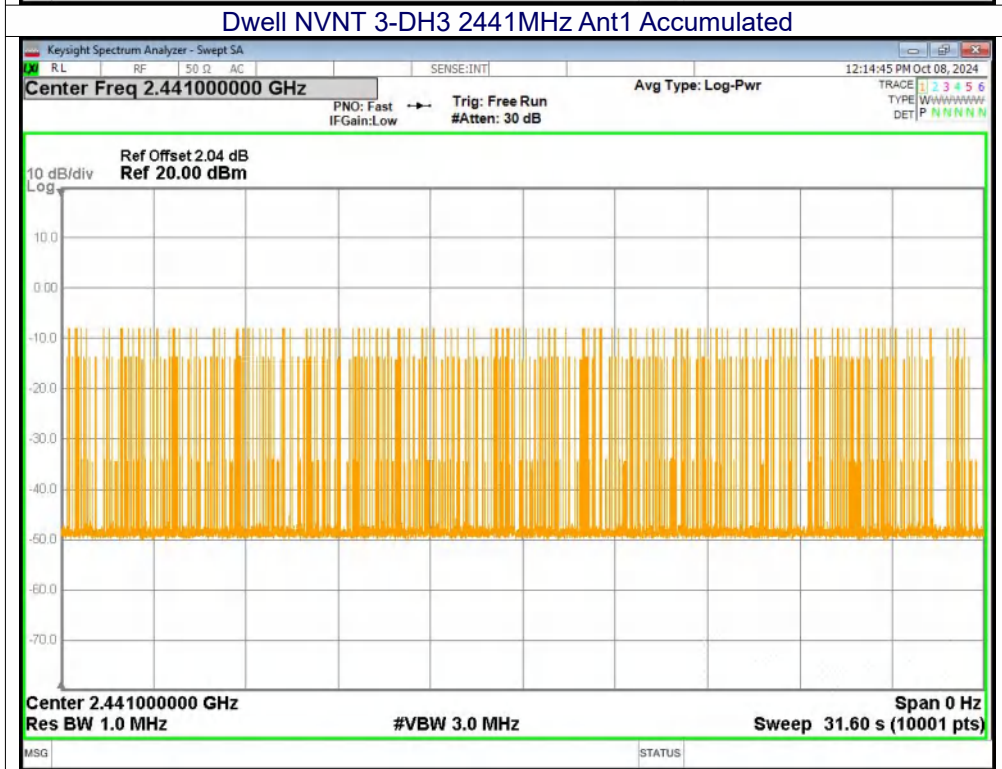 Dwell NVNT 3-DH3 2441MHz Ant1 Accumulated
Keysight Spectrum Analyzer - Swept SA
RL RF 50 Ω AC SENSE:INT 12:14:45 PM Oct 08, 2024
Center Freq 2.441000000 GHz
Avg Type: Log-Pwr
TRACE 1 2 3 4 5 6
PNO: Fast Trig: Free Run
TYPE WWWWWW
IFGain:Low #Atten: 30 dB
DET P N N N N N
Ref Offset 2.04 dB
10 dB/div Ref 20.00 dBm
Log
10.0
0.00
-10.0
-20.0
-30.0
-40.0
-50.0
-60.0
-70.0
Center 2.441000000 GHz Span 0 Hz
Res BW 1.0 MHz #VBW 3.0 MHz Sweep 31.60 s (10001 pts)
MSG STATUS